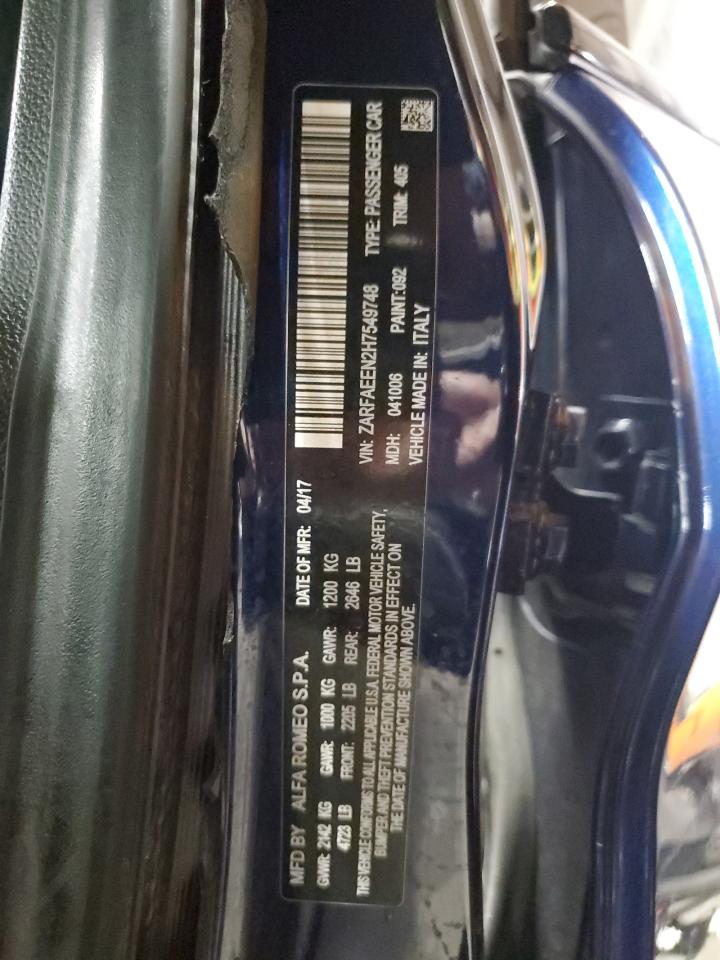 MFD BY ALFA ROMEO S.P.A. DATE OF MFR: 04/17
GVWR: 2142 KG GAWR: 1000 KG GAWR: 1200 KG
4723 LB FRONT: 2205 LB REAR: 2646 LB
THIS VEHICLE CONFORMS TO ALL APPLICABLE U.S.A. FEDERAL MOTOR VEHICLE SAFETY,
BUMPER AND THEFT PREVENTION STANDARDS IN EFFECT ON
THE DATE OF MANUFACTURE SHOWN ABOVE.
VIN: ZARFAEEN2H7549748 TYPE: PASSENGER CAR
MDH: 041006 PAINT: 092 TRIM: 405
VEHICLE MADE IN: ITALY